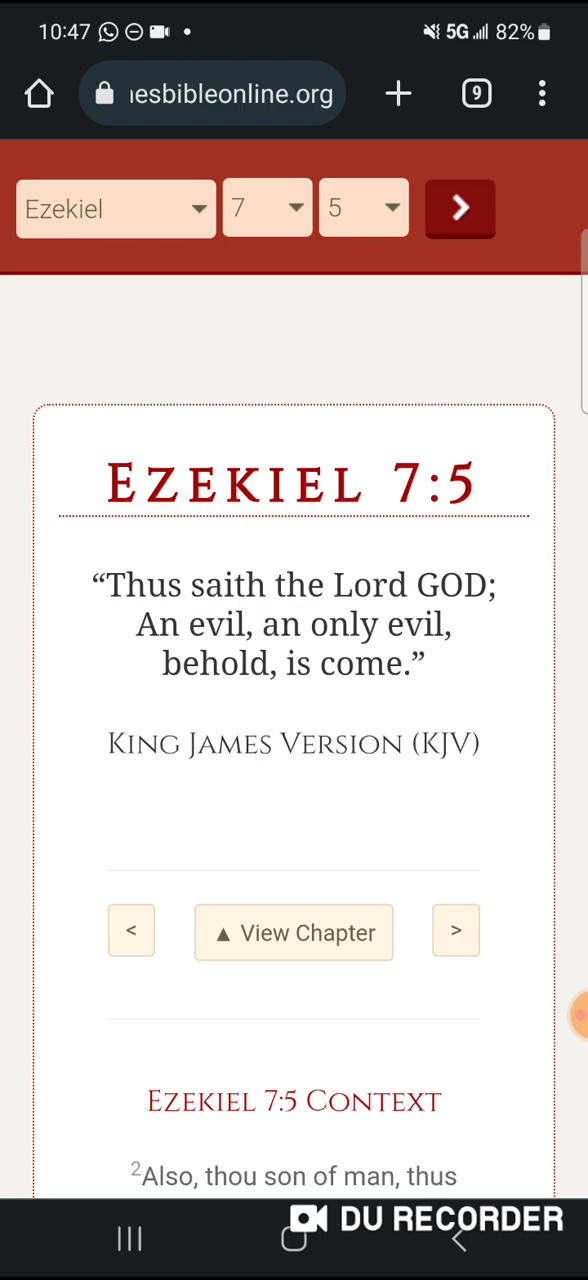 10:47 5G 82%
nesbibleonline.org 9
Ezekiel 7 5
EZEKIEL 7:5
“Thus saith the Lord GOD;
An evil, an only evil,
behold, is come.”
KING JAMES VERSION (KJV)
< ▲ View Chapter >
EZEKIEL 7:5 CONTEXT
2Also, thou son of man, thus
DU RECORDER